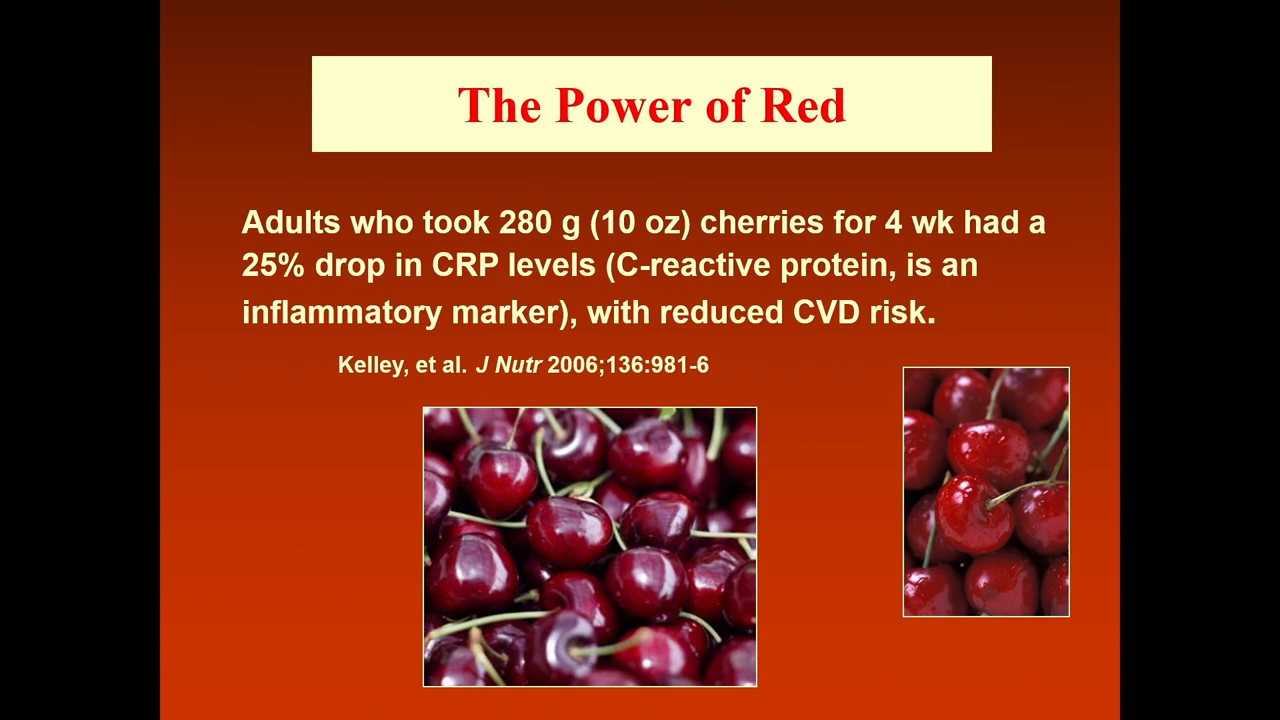 The Power of Red
Adults who took 280 g (10 oz) cherries for 4 wk had a
25% drop in CRP levels (C-reactive protein, is an
inflammatory marker), with reduced CVD risk.
Kelley, et al. J Nutr 2006;136:981-6